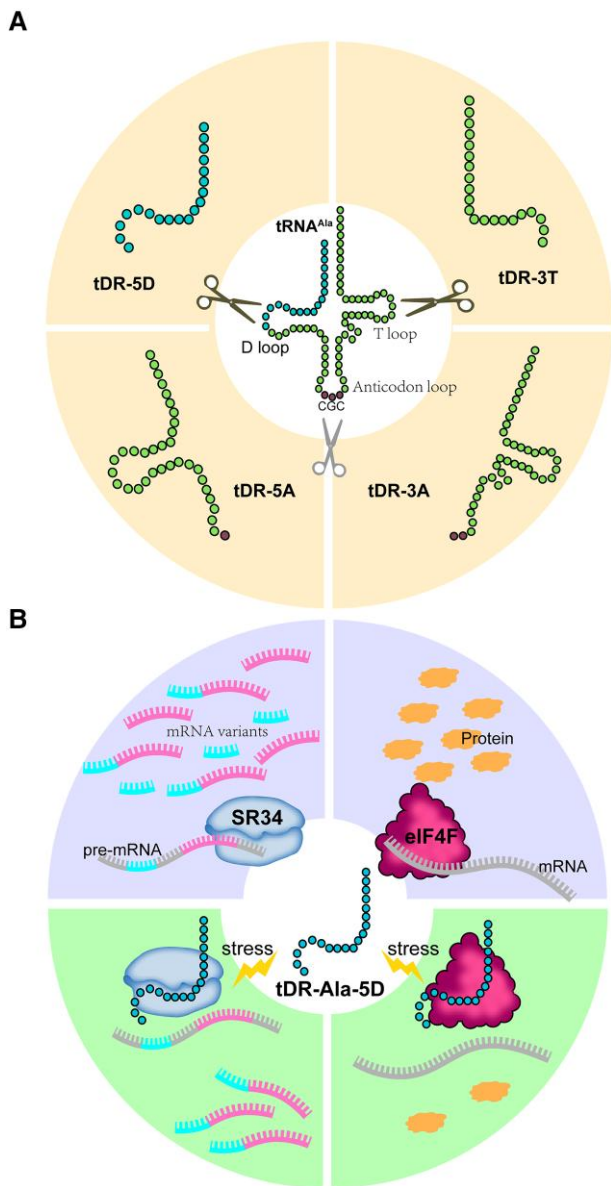 A
tRNAAla
tDR-5D
tDR-3T
D loop
T loop
Anticodon loop
CGC
tDR-5A
tDR-3A
B
mRNA variants
Protein
SR34
eIF4F
pre-mRNA
mRNA
stress
stress
tDR-Ala-5D